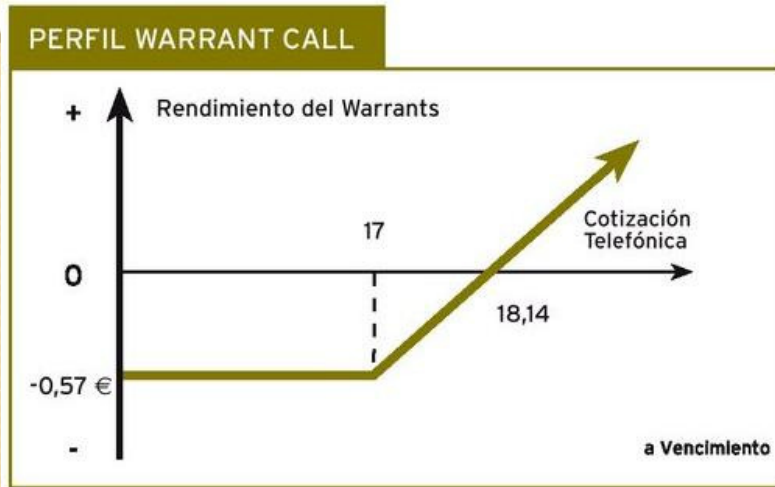 PERFIL WARRANT CALL
+
Rendimiento del Warrants
17
Cotización
Telefónica
0
18,14
-0,57 €
-
a Vencimiento